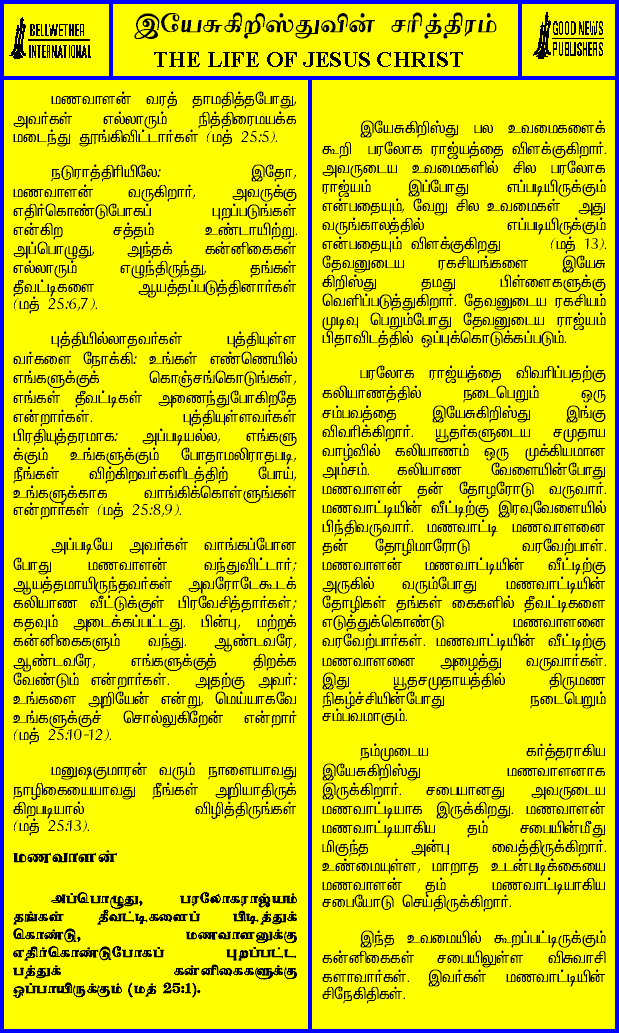 BELLWETHER
INTERNATIONAL
இயேசுகிறிஸ்துவின் சரித்திரம்
THE LIFE OF JESUS CHRIST
GOOD NEWS
PUBLISHERS
மணவாளன் வரத் தாமதித்தபோது,
அவர்கள் எல்லாரும் நித்திரைமயக்க
மடைந்து தூங்கிவிட்டார்கள் (மத் 25:5).
நடுராத்திரியிலே: இதோ,
மணவாளன் வருகிறார், அவருக்கு
எதிர்கொண்டுபோகப் புறப்படுங்கள்
என்கிற சத்தம் உண்டாயிற்று.
அப்பொழுது, அந்தக் கன்னிகைகள்
எல்லாரும் எழுந்திருந்து, தங்கள்
தீவட்டிகளை ஆயத்தப்படுத்தினார்கள்
(மத் 25:6,7).
புத்தியில்லாதவர்கள் புத்தியுள்ள
வர்களை நோக்கி: உங்கள் எண்ணெயில்
எங்களுக்குக் கொஞ்சங்கொடுங்கள்,
எங்கள் தீவட்டிகள் அணைந்துபோகிறதே
என்றார்கள். புத்தியுள்ளவர்கள்
பிரதியுத்தரமாக: அப்படியல்ல, எங்களு
க்கும் உங்களுக்கும் போதாமலிராதபடி,
நீங்கள் விற்கிறவர்களிடத்திற் போய்,
உங்களுக்காக வாங்கிக்கொள்ளுங்கள்
என்றார்கள் (மத் 25:8,9).
அப்படியே அவர்கள் வாங்கப்போன
போது மணவாளன் வந்துவிட்டார்;
ஆயத்தமாயிருந்தவர்கள் அவரோடேகூடக்
கலியாண வீட்டுக்குள் பிரவேசித்தார்கள்;
கதவும் அடைக்கப்பட்டது. பின்பு, மற்றக்
கன்னிகைகளும் வந்து. ஆண்டவரே,
ஆண்டவரே, எங்களுக்குத் திறக்க
வேண்டும் என்றார்கள். அதற்கு அவர்:
உங்களை அறியேன் என்று, மெய்யாகவே
உங்களுக்குச் சொல்லுகிறேன் என்றார்
(மத் 25:10-12).
மனுஷகுமாரன் வரும் நாளையாவது
நாழிகையையாவது நீங்கள் அறியாதிருக்
கிறபடியால் விழித்திருங்கள்
(மத் 25:13).
மணவாளன்
அப்பொழுது, பரலோகராஜ்யம்
தங்கள் தீவட்டிகளைப் பிடித்துக்
கொண்டு, மணவாளனுக்கு
எதிர்கொண்டுபோகப் புறப்பட்ட
பத்துக் கன்னிகைகளுக்கு
ஒப்பாயிருக்கும் (மத் 25:1).
இயேசுகிறிஸ்து பல உவமைகளைக்
கூறி பரலோக ராஜ்யத்தை விளக்குகிறார்.
அவருடைய உவமைகளில் சில பரலோக
ராஜ்யம் இப்போது எப்படியிருக்கும்
என்பதையும், வேறு சில உவமைகள் அது
வருங்காலத்தில் எப்படியிருக்கும்
என்பதையும் விளக்குகிறது (மத் 13).
தேவனுடைய ரகசியங்களை இயேசு
கிறிஸ்து தமது பிள்ளைகளுக்கு
வெளிப்படுத்துகிறார். தேவனுடைய ரகசியம்
முடிவு பெறும்போது தேவனுடைய ராஜ்யம்
பிதாவிடத்தில் ஒப்புக்கொடுக்கப்படும்.
பரலோக ராஜ்யத்தை விவரிப்பதற்கு
கலியாணத்தில் நடைபெறும் ஒரு
சம்பவத்தை இயேசுகிறிஸ்து இங்கு
விவரிக்கிறார். யூதர்களுடைய சமுதாய
வாழ்வில் கலியாணம் ஒரு முக்கியமான
அம்சம். கலியாண வேளையின்போது
மணவாளன் தன் தோழரோடு வருவார்.
மணவாட்டியின் வீட்டிற்கு இரவுவேளையில்
பிந்திவருவார். மணவாட்டி மணவாளனை
தன் தோழிமாரோடு வரவேற்பாள்.
மணவாளன் மணவாட்டியின் வீட்டிற்கு
அருகில் வரும்போது மணவாட்டியின்
தோழிகள் தங்கள் கைகளில் தீவட்டிகளை
எடுத்துக்கொண்டு மணவாளனை
வரவேற்பார்கள். மணவாட்டியின் வீட்டிற்கு
மணவாளனை அழைத்து வருவார்கள்.
இது யூதசமுதாயத்தில் திருமண
நிகழ்ச்சியின்போது நடைபெறும்
சம்பவமாகும்.
நம்முடைய கர்த்தராகிய
இயேசுகிறிஸ்து மணவாளனாக
இருக்கிறார். சபையானது அவருடைய
மணவாட்டியாக இருக்கிறது. மணவாளன்
மணவாட்டியாகிய தம் சபையின்மீது
மிகுந்த அன்பு வைத்திருக்கிறார்.
உண்மையுள்ள, மாறாத உடன்படிக்கையை
மணவாளன் தம் மணவாட்டியாகிய
சபையோடு செய்திருக்கிறார்.
இந்த உவமையில் கூறப்பட்டிருக்கும்
கன்னிகைகள் சபையிலுள்ள விசுவாசி
களாவார்கள். இவர்கள் மணவாட்டியின்
சிநேகிதிகள்.